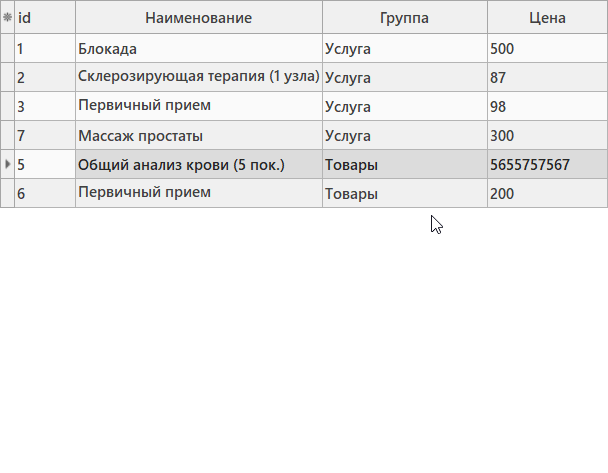 id Наименование Группа Цена
1 Блокада Услуга 500
2 Склерозирующая терапия (1 узла) Услуга 87
3 Первичный прием Услуга 98
7 Массаж простаты Услуга 300
5 Общий анализ крови (5 пок.) Товары 5655757567
6 Первичный прием Товары 200